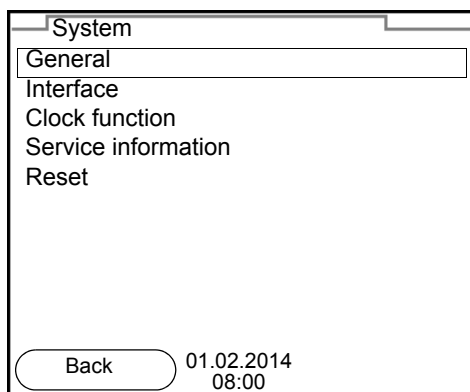 System
General
Interface
Clock function
Service information
Reset
Back
01.02.2014
08:00